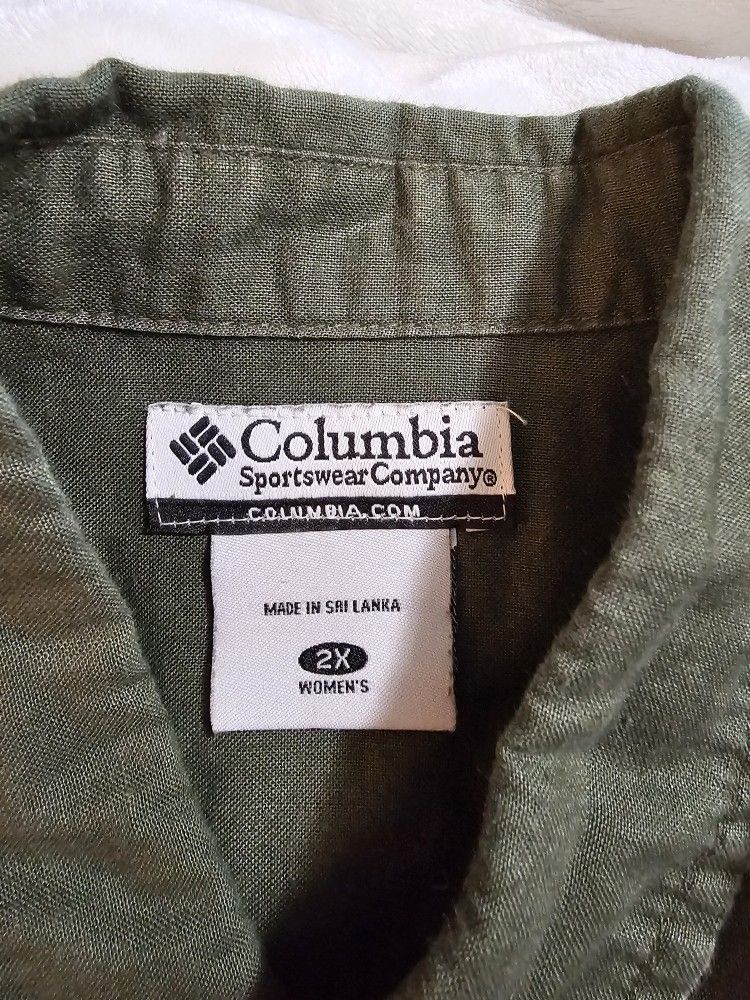 Columbia
Sportswear Company®
COLUMBIA.COM
MADE IN SRI LANKA
2X
WOMEN'S